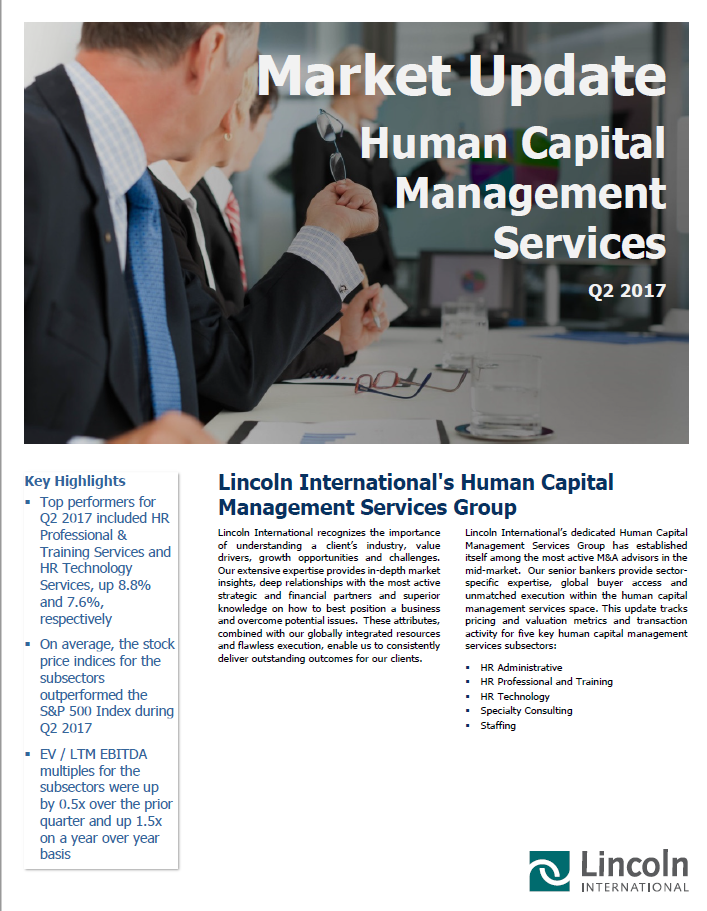 Market Update
Human Capital
Management
Services
Q2 2017
Key Highlights
▪ Top performers for
Q2 2017 included HR
Professional &
Training Services and
HR Technology
Services, up 8.8%
and 7.6%,
respectively
▪ On average, the stock
price indices for the
subsectors
outperformed the
S&P 500 Index during
Q2 2017
▪ EV / LTM EBITDA
multiples for the
subsectors were up
by 0.5x over the prior
quarter and up 1.5x
on a year over year
basis
Lincoln International's Human Capital
Management Services Group
Lincoln International recognizes the importance
of understanding a client’s industry, value
drivers, growth opportunities and challenges.
Our extensive expertise provides in-depth market
insights, deep relationships with the most active
strategic and financial partners and superior
knowledge on how to best position a business
and overcome potential issues. These attributes,
combined with our globally integrated resources
and flawless execution, enable us to consistently
deliver outstanding outcomes for our clients.
Lincoln International’s dedicated Human Capital
Management Services Group has established
itself among the most active M&A advisors in the
mid-market. Our senior bankers provide sector-
specific expertise, global buyer access and
unmatched execution within the human capital
management services space. This update tracks
pricing and valuation metrics and transaction
activity for five key human capital management
services subsectors:
▪ HR Administrative
▪ HR Professional and Training
▪ HR Technology
▪ Specialty Consulting
▪ Staffing
Lincoln
INTERNATIONAL